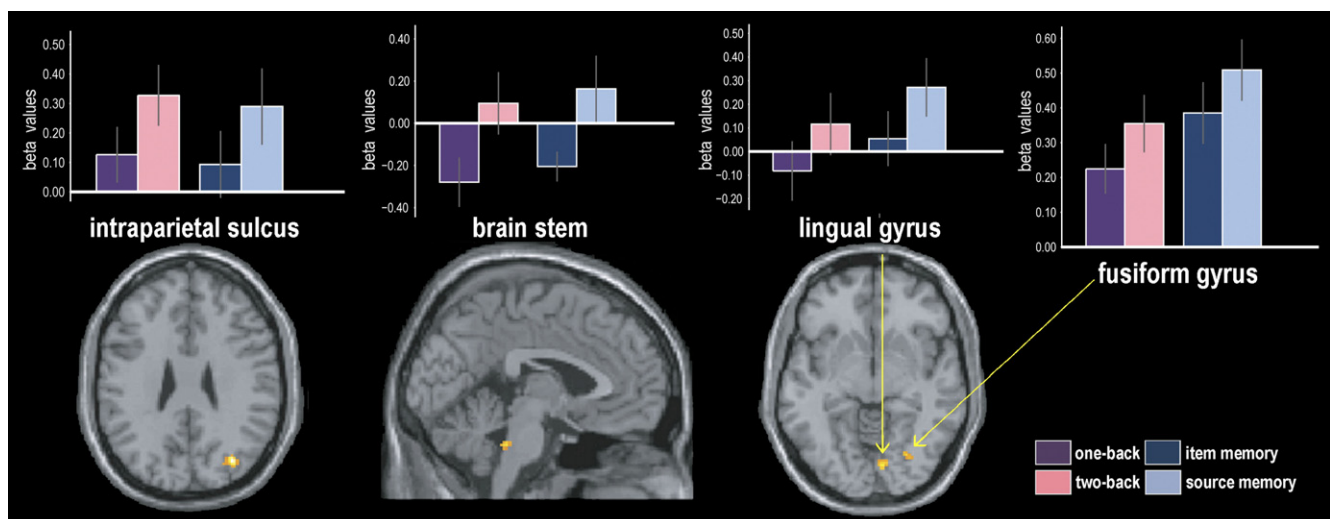 beta values
0.50
0.40
0.30
0.20
0.10
0.00
intraparietal sulcus
beta values
0.40
0.20
0.00
−0.20
−0.40
brain stem
beta values
0.50
0.40
0.30
0.20
0.10
0.00
−0.10
−0.20
lingual gyrus
beta values
0.60
0.50
0.40
0.30
0.20
0.10
0.00
fusiform gyrus
one-back
item memory
two-back
source memory